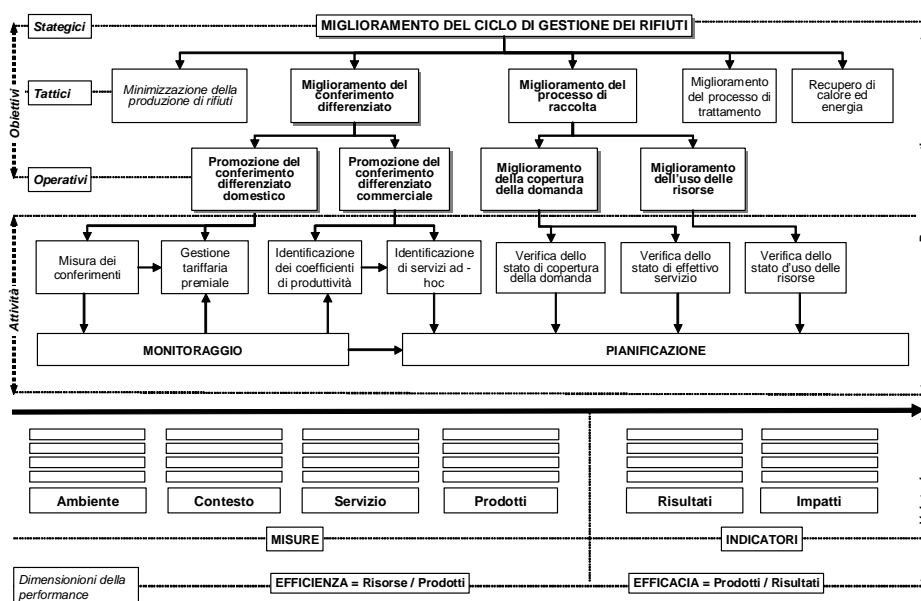 Stategici
MIGLIORAMENTO DEL CICLO DI GESTIONE DEI RIFIUTI
Obiettivi
Tattici
Minimizzazione della
produzione di rifiuti
Miglioramento del
conferimento
differenziato
Miglioramento del
processo di
raccolta
Miglioramento
del processo di
trattamento
Recupero di
calore ed
energia
Operativi
Promozione del
conferimento
differenziato
domestico
Promozione del
conferimento
differenziato
commerciale
Miglioramento
della copertura
della domanda
Miglioramento
dell'uso delle
risorse
Attività
Misura dei
conferimenti
Gestione
tariffaria
premiale
Identificazione
dei coefficienti
di produttività
Identificazione
di servizi ad -
hoc
Verifica dello
stato di copertura
della domanda
Verifica dello
stato di effettivo
servizio
Verifica dello
stato d'uso delle
risorse
MONITORAGGIO
PIANIFICAZIONE
Ambiente
Contesto
Servizio
Prodotti
Risultati
Impatti
MISURE
INDICATORI
Dimensionioni della
performance
EFFICIENZA = Risorse / Prodotti
EFFICACIA = Prodotti / Risultati